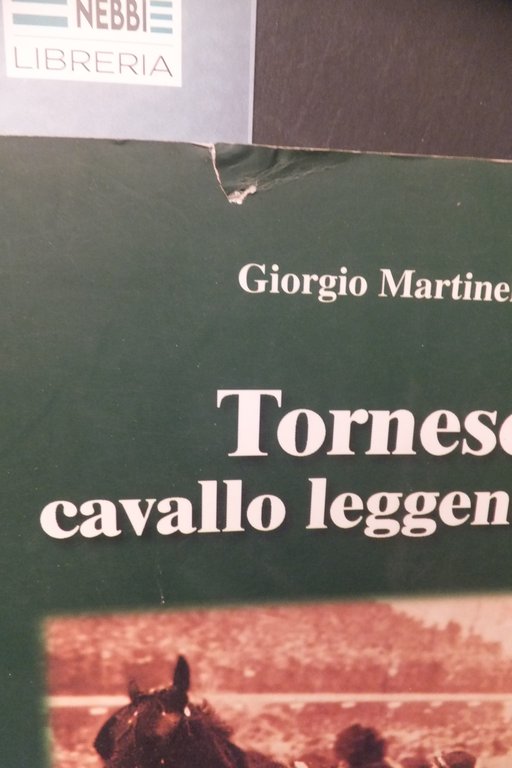 NEBBI
LIBRERIA
Giorgio Martine
Tornes
cavallo leggen